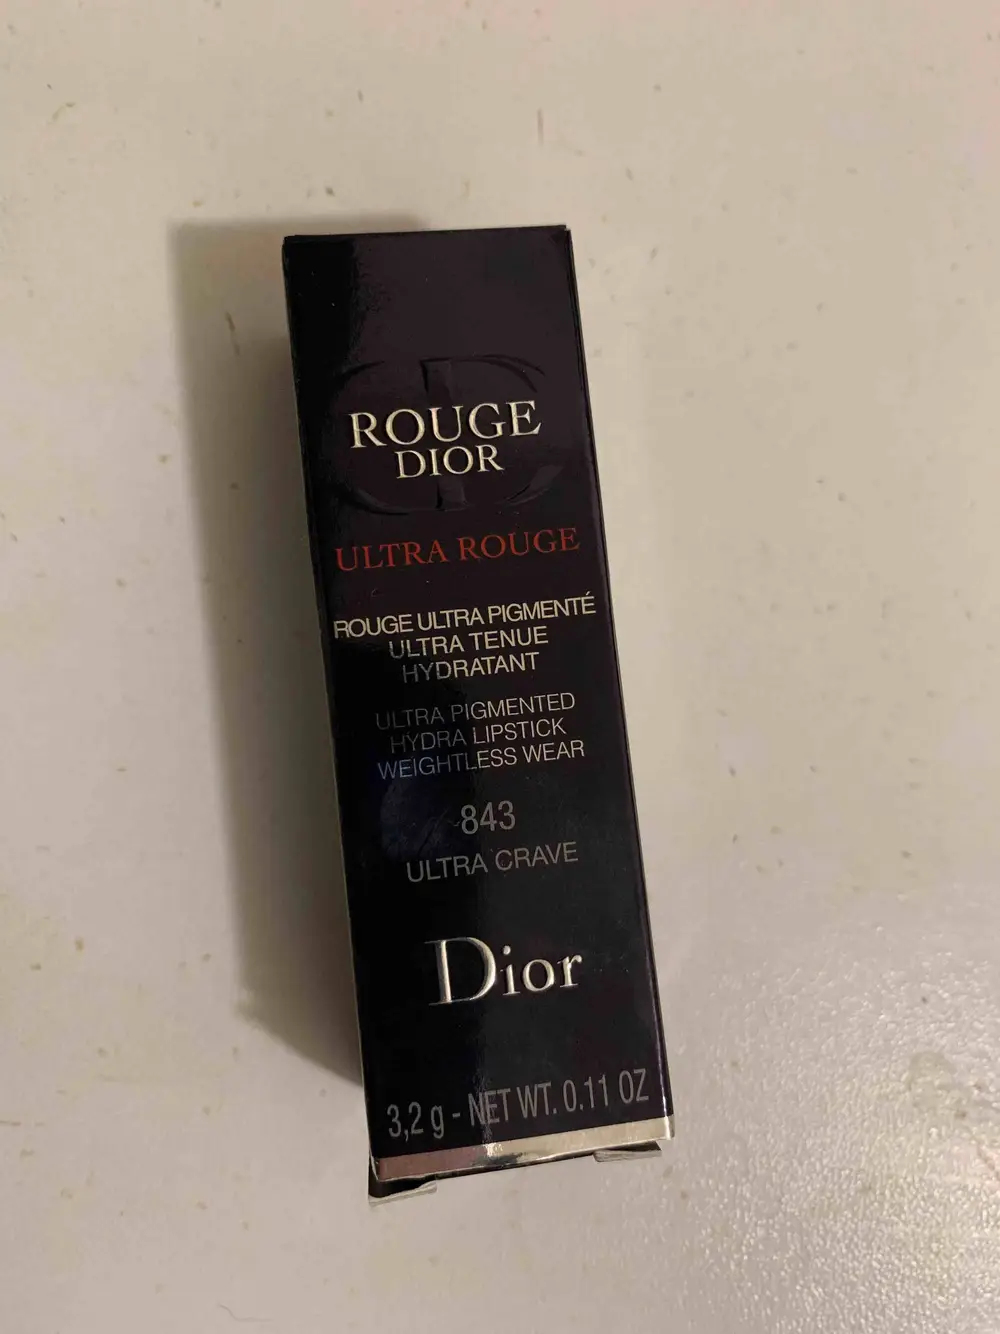 ROUGE
DIOR
ULTRA ROUGE
ROUGE ULTRA PIGMENTÉ
ULTRA TENUE
HYDRATANT
ULTRA PIGMENTED
HYDRA LIPSTICK
WEIGHTLESS WEAR
843
ULTRA CRAVE
Dior
3,2 g - NET WT. 0.11 OZ